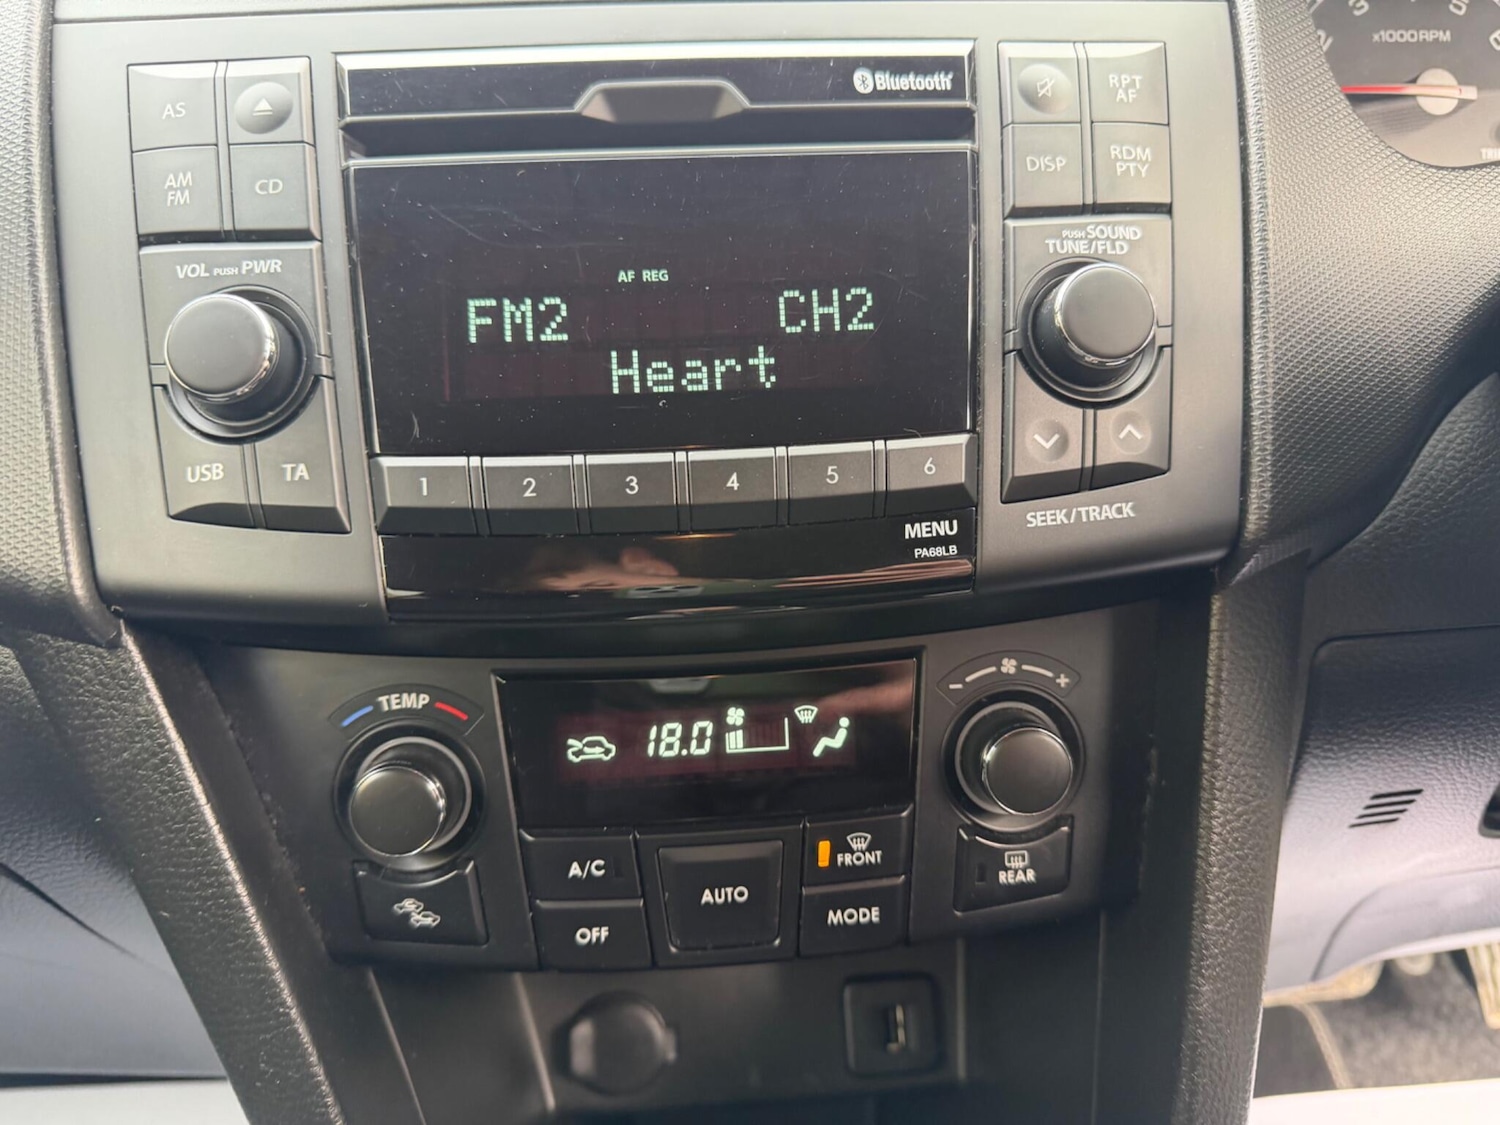 Bluetooth
AS
AM
FM
CD
VOL PUSH PWR
USB
TA
AF REG
FM2
CH2
Heart
1
2
3
4
5
6
MENU
PA68LB
RPT
AF
DISP
RDM
PTY
PUSH SOUND
TUNE/FLD
SEEK/TRACK
x1000RPM
3
TEMP
18.0
- +
A/C
OFF
AUTO
FRONT
MODE
REAR